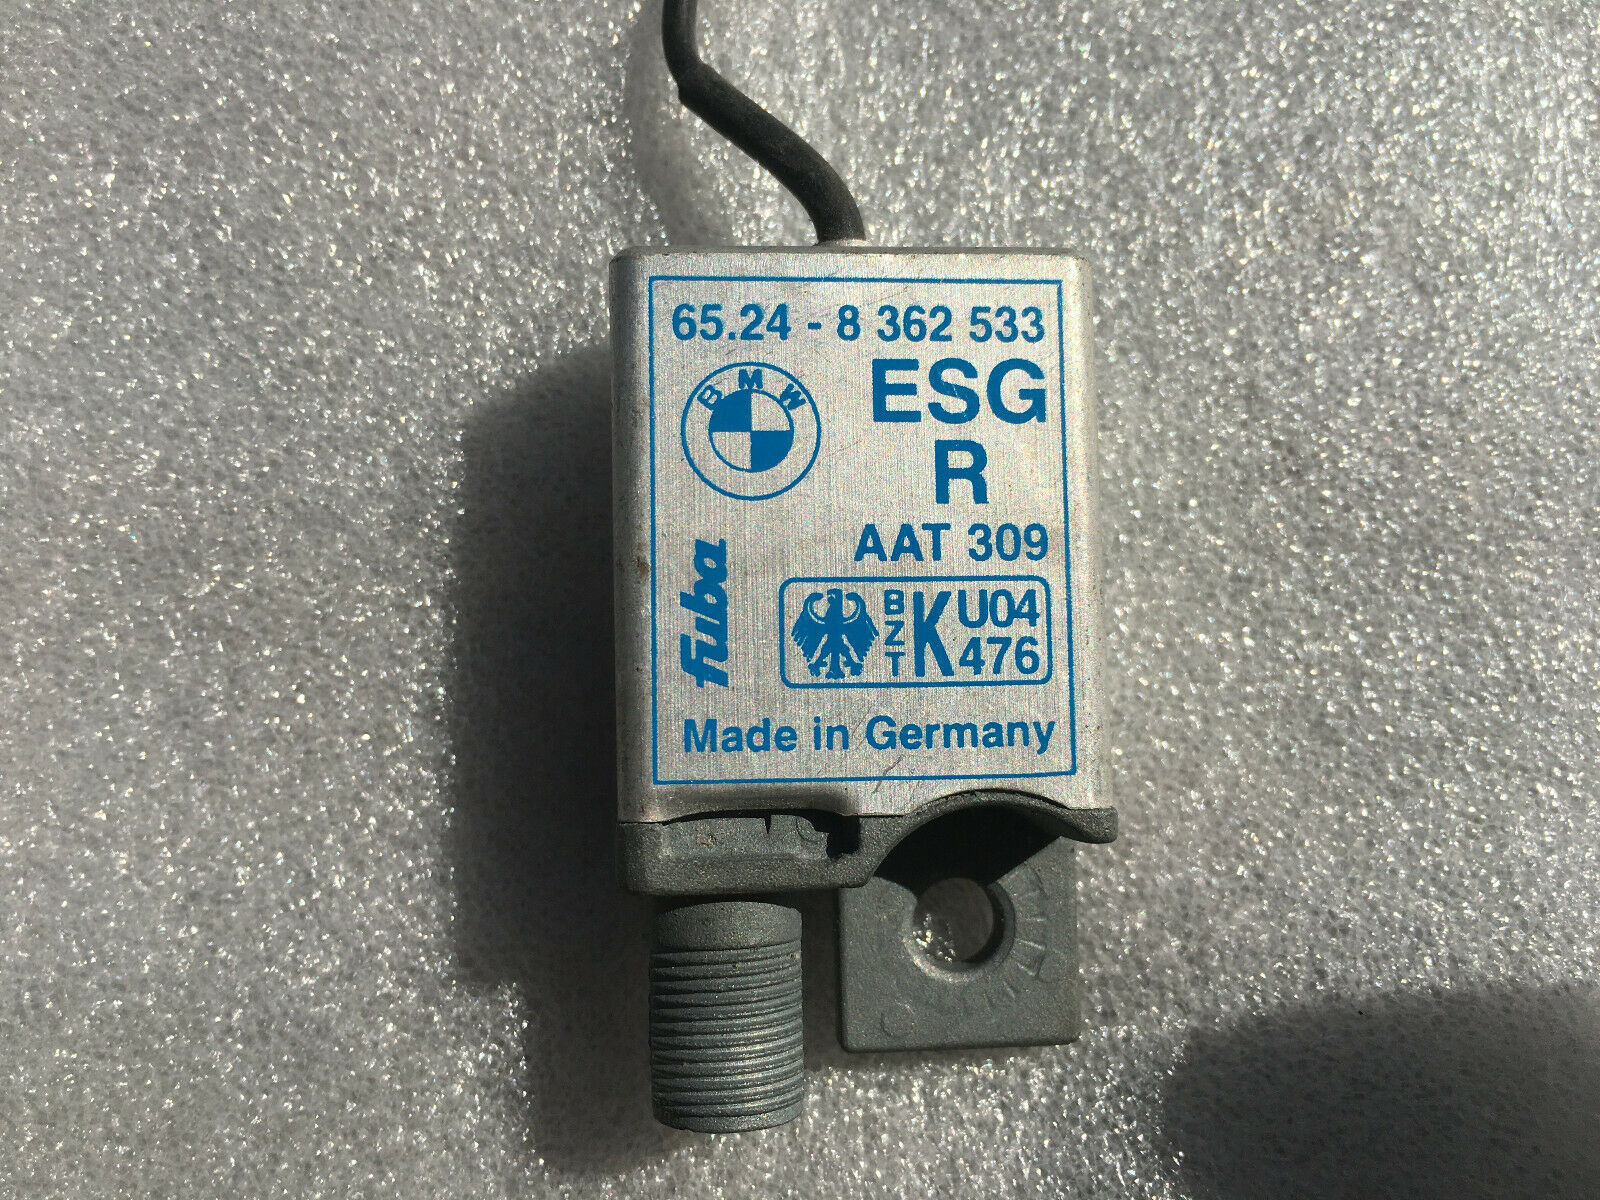 65.24 - 8 362 533
BMW
ESG
R
AAT 309
fuba
BZT
K
U04
476
Made in Germany